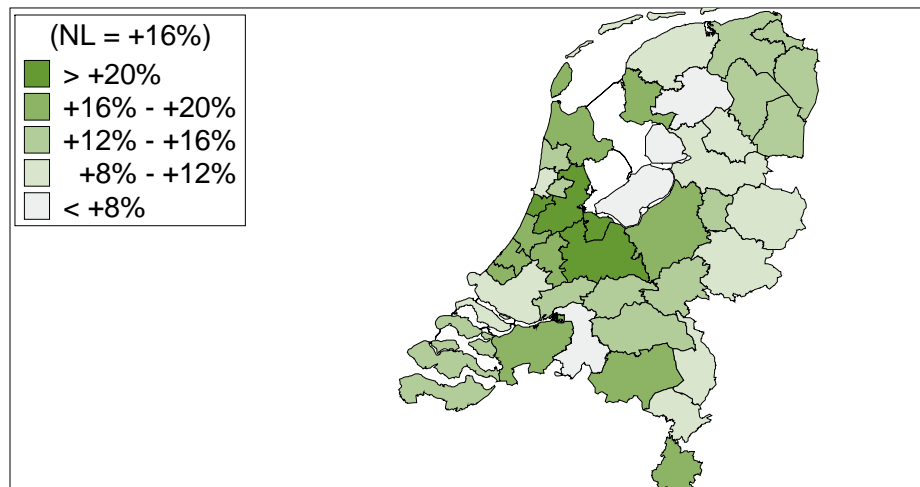 (NL = +16%)
> +20%
+16% - +20%
+12% - +16%
+8% - +12%
< +8%